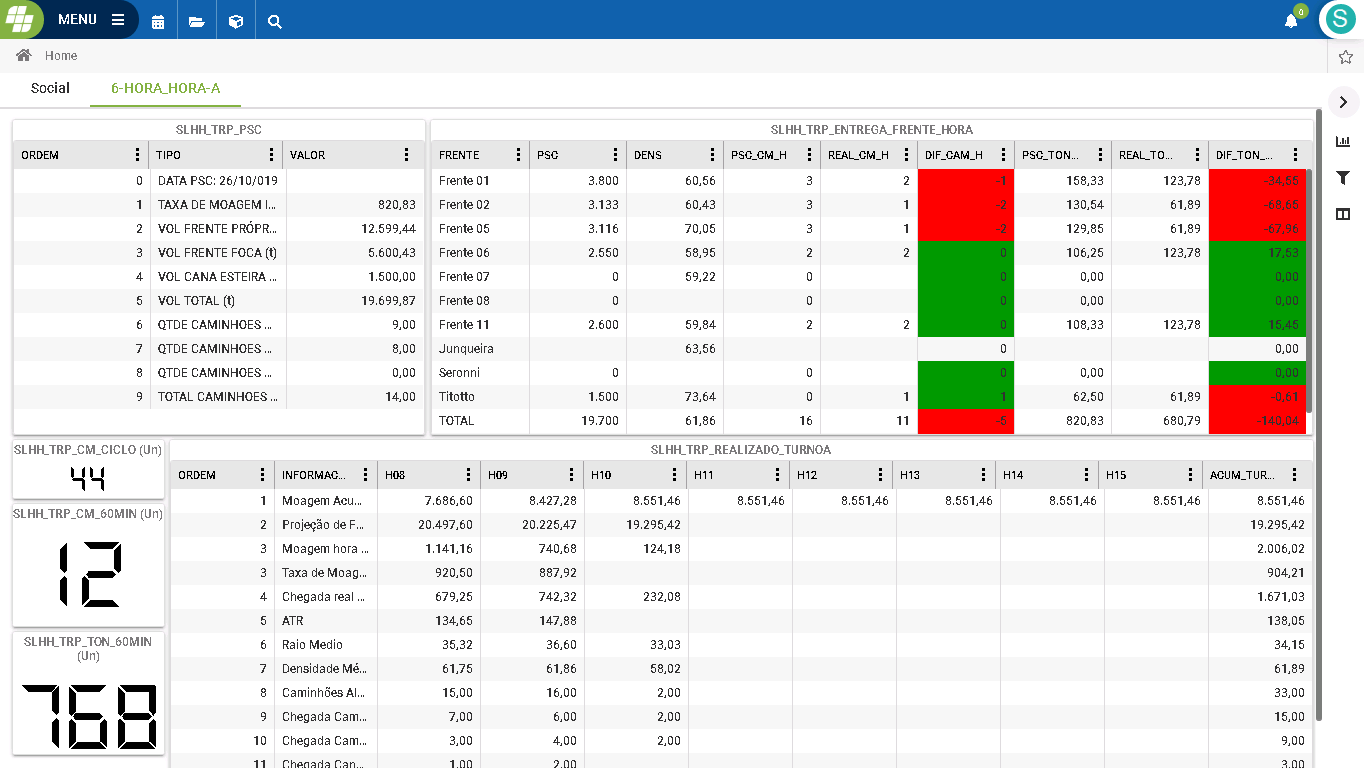 MENU
0
S
Home
Social 6-HORA_HORA-A
SLHH_TRP_PSC
ORDEM TIPO VALOR
0 DATA PSC: 26/10/019
1 TAXA DE MOAGEM I... 820,83
2 VOL FRENTE PRÓPR... 12.599,44
3 VOL FRENTE FOCA (t) 5.600,43
4 VOL CANA ESTEIRA ... 1.500,00
5 VOL TOTAL (t) 19.699,87
6 QTDE CAMINHOES ... 9,00
7 QTDE CAMINHOES ... 8,00
8 QTDE CAMINHOES ... 0,00
9 TOTAL CAMINHOES ... 14,00
SLHH_TRP_ENTREGA_FRENTE_HORA
FRENTE PSC DENS PSC_CM_H REAL_CM_H DIF_CAM_H PSC_TON... REAL_TO... DIF_TON_...
Frente 01 3.800 60,56 3 2 -1 158,33 123,78 -34,55
Frente 02 3.133 60,43 3 1 -2 130,54 61,89 -68,65
Frente 05 3.116 70,05 3 1 -2 129,85 61,89 -67,96
Frente 06 2.550 58,95 2 2 0 106,25 123,78 17,53
Frente 07 0 59,22 0 0 0,00 0,00
Frente 08 0 0 0 0,00 0,00
Frente 11 2.600 59,84 2 2 0 108,33 123,78 15,45
Junqueira 63,56 0 0,00
Seronni 0 0 0 0,00 0,00
Titotto 1.500 73,64 0 1 1 62,50 61,89 -0,61
TOTAL 19.700 61,86 16 11 -5 820,83 680,79 -140,04
SLHH_TRP_CM_CICLO (Un)
44
SLHH_TRP_CM_60MIN (Un)
12
SLHH_TRP_TON_60MIN
(Un)
768
SLHH_TRP_REALIZADO_TURNOA
ORDEM INFORMAC... H08 H09 H10 H11 H12 H13 H14 H15 ACUM_TUR...
1 Moagem Acu... 7.686,60 8.427,28 8.551,46 8.551,46 8.551,46 8.551,46 8.551,46 8.551,46 8.551,46
2 Projeção de F... 20.497,60 20.225,47 19.295,42 19.295,42
3 Moagem hora ... 1.141,16 740,68 124,18 2.006,02
3 Taxa de Moag... 920,50 887,92 904,21
4 Chegada real ... 679,25 742,32 232,08 1.671,03
5 ATR 134,65 147,88 138,05
6 Raio Medio 35,32 36,60 33,03 34,15
7 Densidade Mé... 61,75 61,86 58,02 61,89
8 Caminhões Al... 15,00 16,00 2,00 33,00
9 Chegada Cam... 7,00 6,00 2,00 15,00
10 Chegada Cam... 3,00 4,00 2,00 9,00
11 Chegada Can... 1,00 2,00 3,00